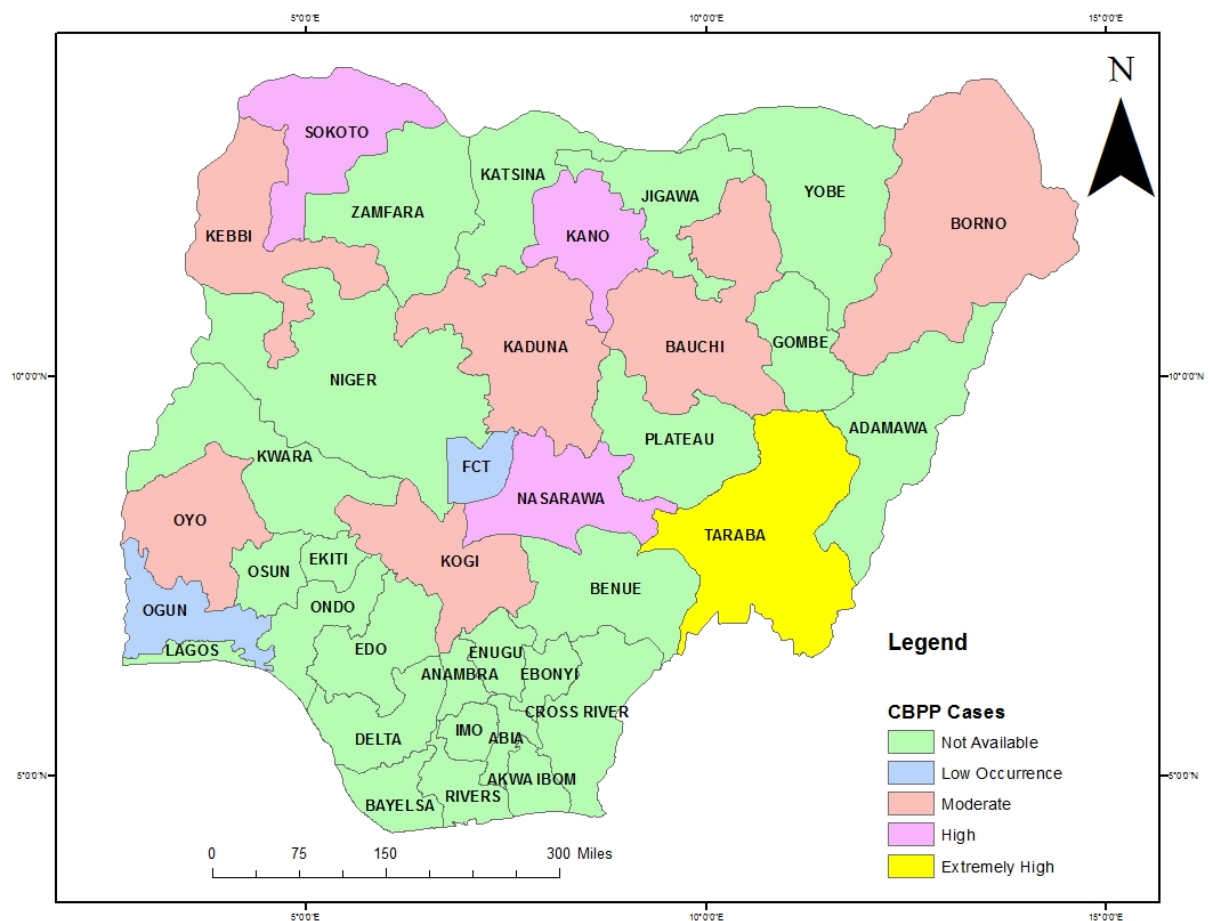 5°0'0"E
10°0'0"E
15°0'0"E
N
SOKOTO
KATSINA
JIGAWA
YOBE
ZAMFARA
BORNO
KEBBI
KANO
KADUNA
BAUCHI
GOMBE
10°0'0"N
10°0'0"N
NIGER
ADAMAWA
PLATEAU
KWARA
FCT
NASARAWA
OYO
TARABA
KOGI
EKITI
OSUN
BENUE
OGUN
ONDO
LAGOS
EDO
ENUGU
ANAMBRA
EBONYI
CROSS RIVER
IMO
ABIA
DELTA
AKWA IBOM
BAYELSA
RIVERS
5°0'0"N
5°0'0"N
Legend
CBPP Cases
Not Available
Low Occurrence
Moderate
High
Extremely High
0 75 150 300 Miles
5°0'0"E
10°0'0"E
15°0'0"E